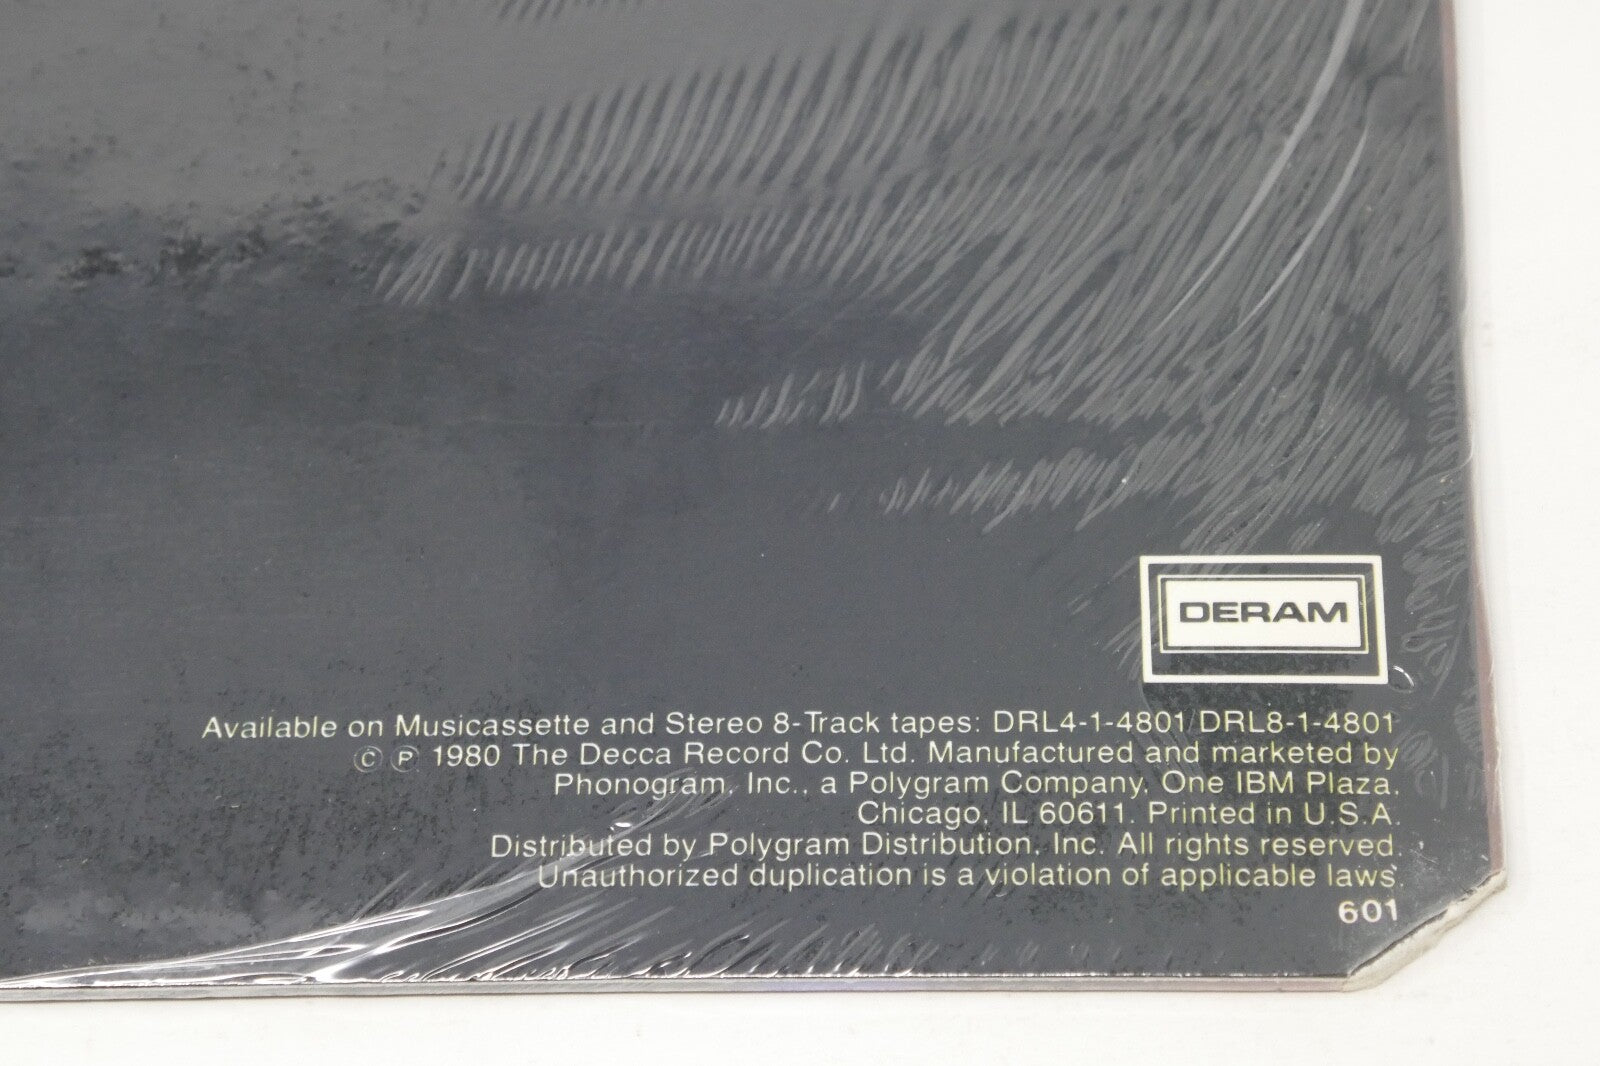 DERAM
Available on Musicassette and Stereo 8-Track tapes: DRL4-1-4801/DRL8-1-4801
© ℗ 1980 The Decca Record Co. Ltd. Manufactured and marketed by
Phonogram, Inc., a Polygram Company, One IBM Plaza,
Chicago, IL 60611. Printed in U.S.A.
Distributed by Polygram Distribution, Inc. All rights reserved.
Unauthorized duplication is a violation of applicable laws.
601